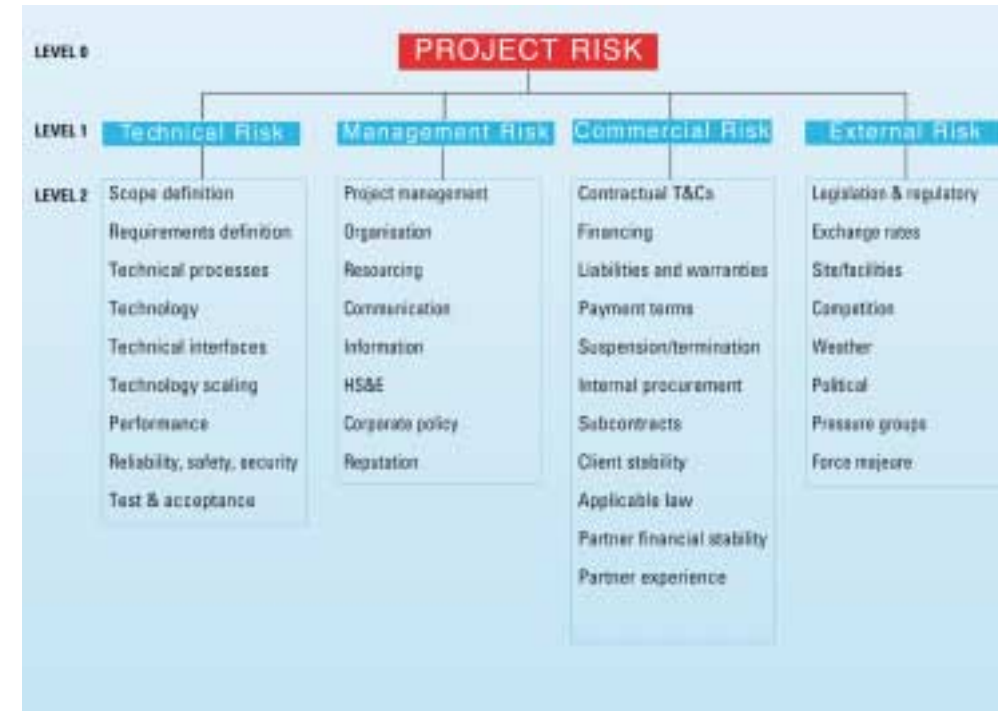 LEVEL 0
PROJECT RISK
LEVEL 1
Technical Risk
Management Risk
Commercial Risk
External Risk
LEVEL 2
Scope definition
Requirements definition
Technical processes
Technology
Technical interfaces
Technology scaling
Performance
Reliability, safety, security
Test & acceptance
Project management
Organisation
Resourcing
Communication
Information
HS&E
Corporate policy
Reputation
Contractual T&Cs
Financing
Liabilities and warranties
Payment terms
Suspension/termination
Internal procurement
Subcontracts
Client stability
Applicable law
Partner financial stability
Partner experience
Legislation & regulatory
Exchange rates
Site/facilities
Competition
Weather
Political
Pressure groups
Force majeure